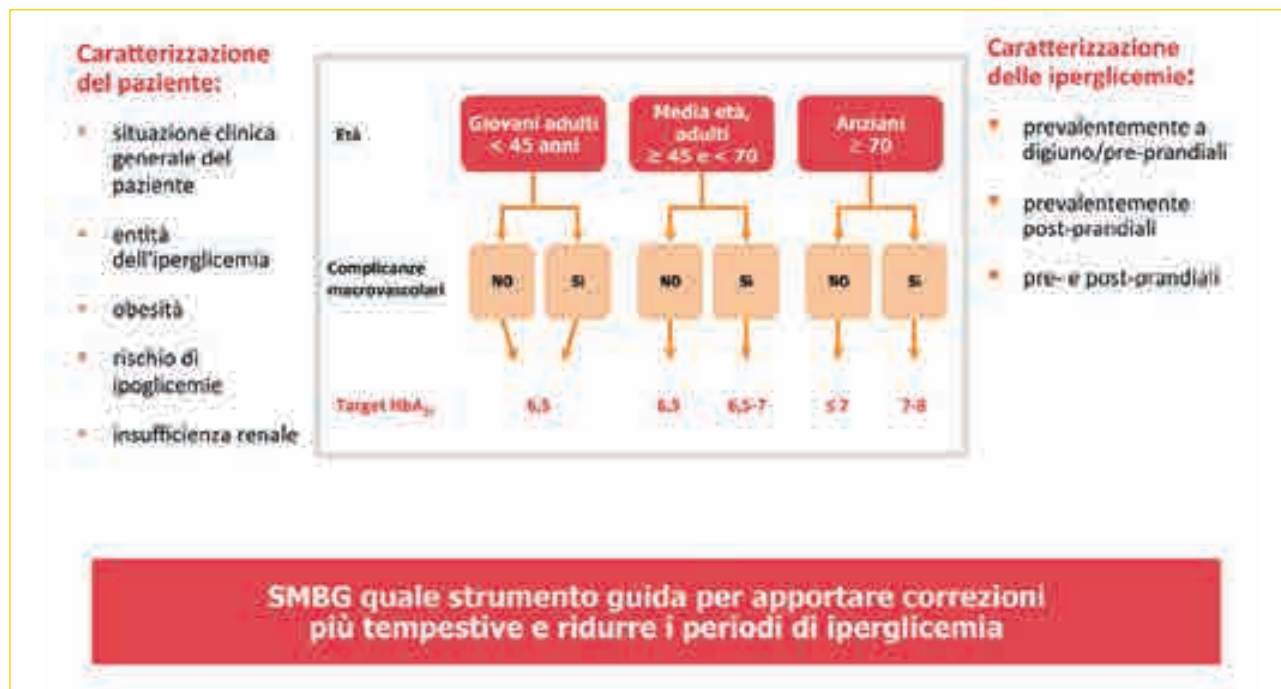 Caratterizzazione
del paziente:
• situazione clinica
generale del
paziente
• entità
dell'iperglicemia
• obesità
• rischio di
ipoglicemie
• insufficienza renale
Età
Giovani adulti
< 45 anni
Media età,
adulti
≥ 45 e < 70
Anziani
≥ 70
Complicanze
macrovascolari
NO
Sì
NO
Sì
NO
Sì
Target HbA1c
6,5
6,5
6,5-7
≤ 7
7-8
Caratterizzazione
delle iperglicemie:
• prevalentemente a
digiuno/pre-prandiali
• prevalentemente
post-prandiali
• pre- e post-prandiali
SMBG quale strumento guida per apportare correzioni
più tempestive e ridurre i periodi di iperglicemia